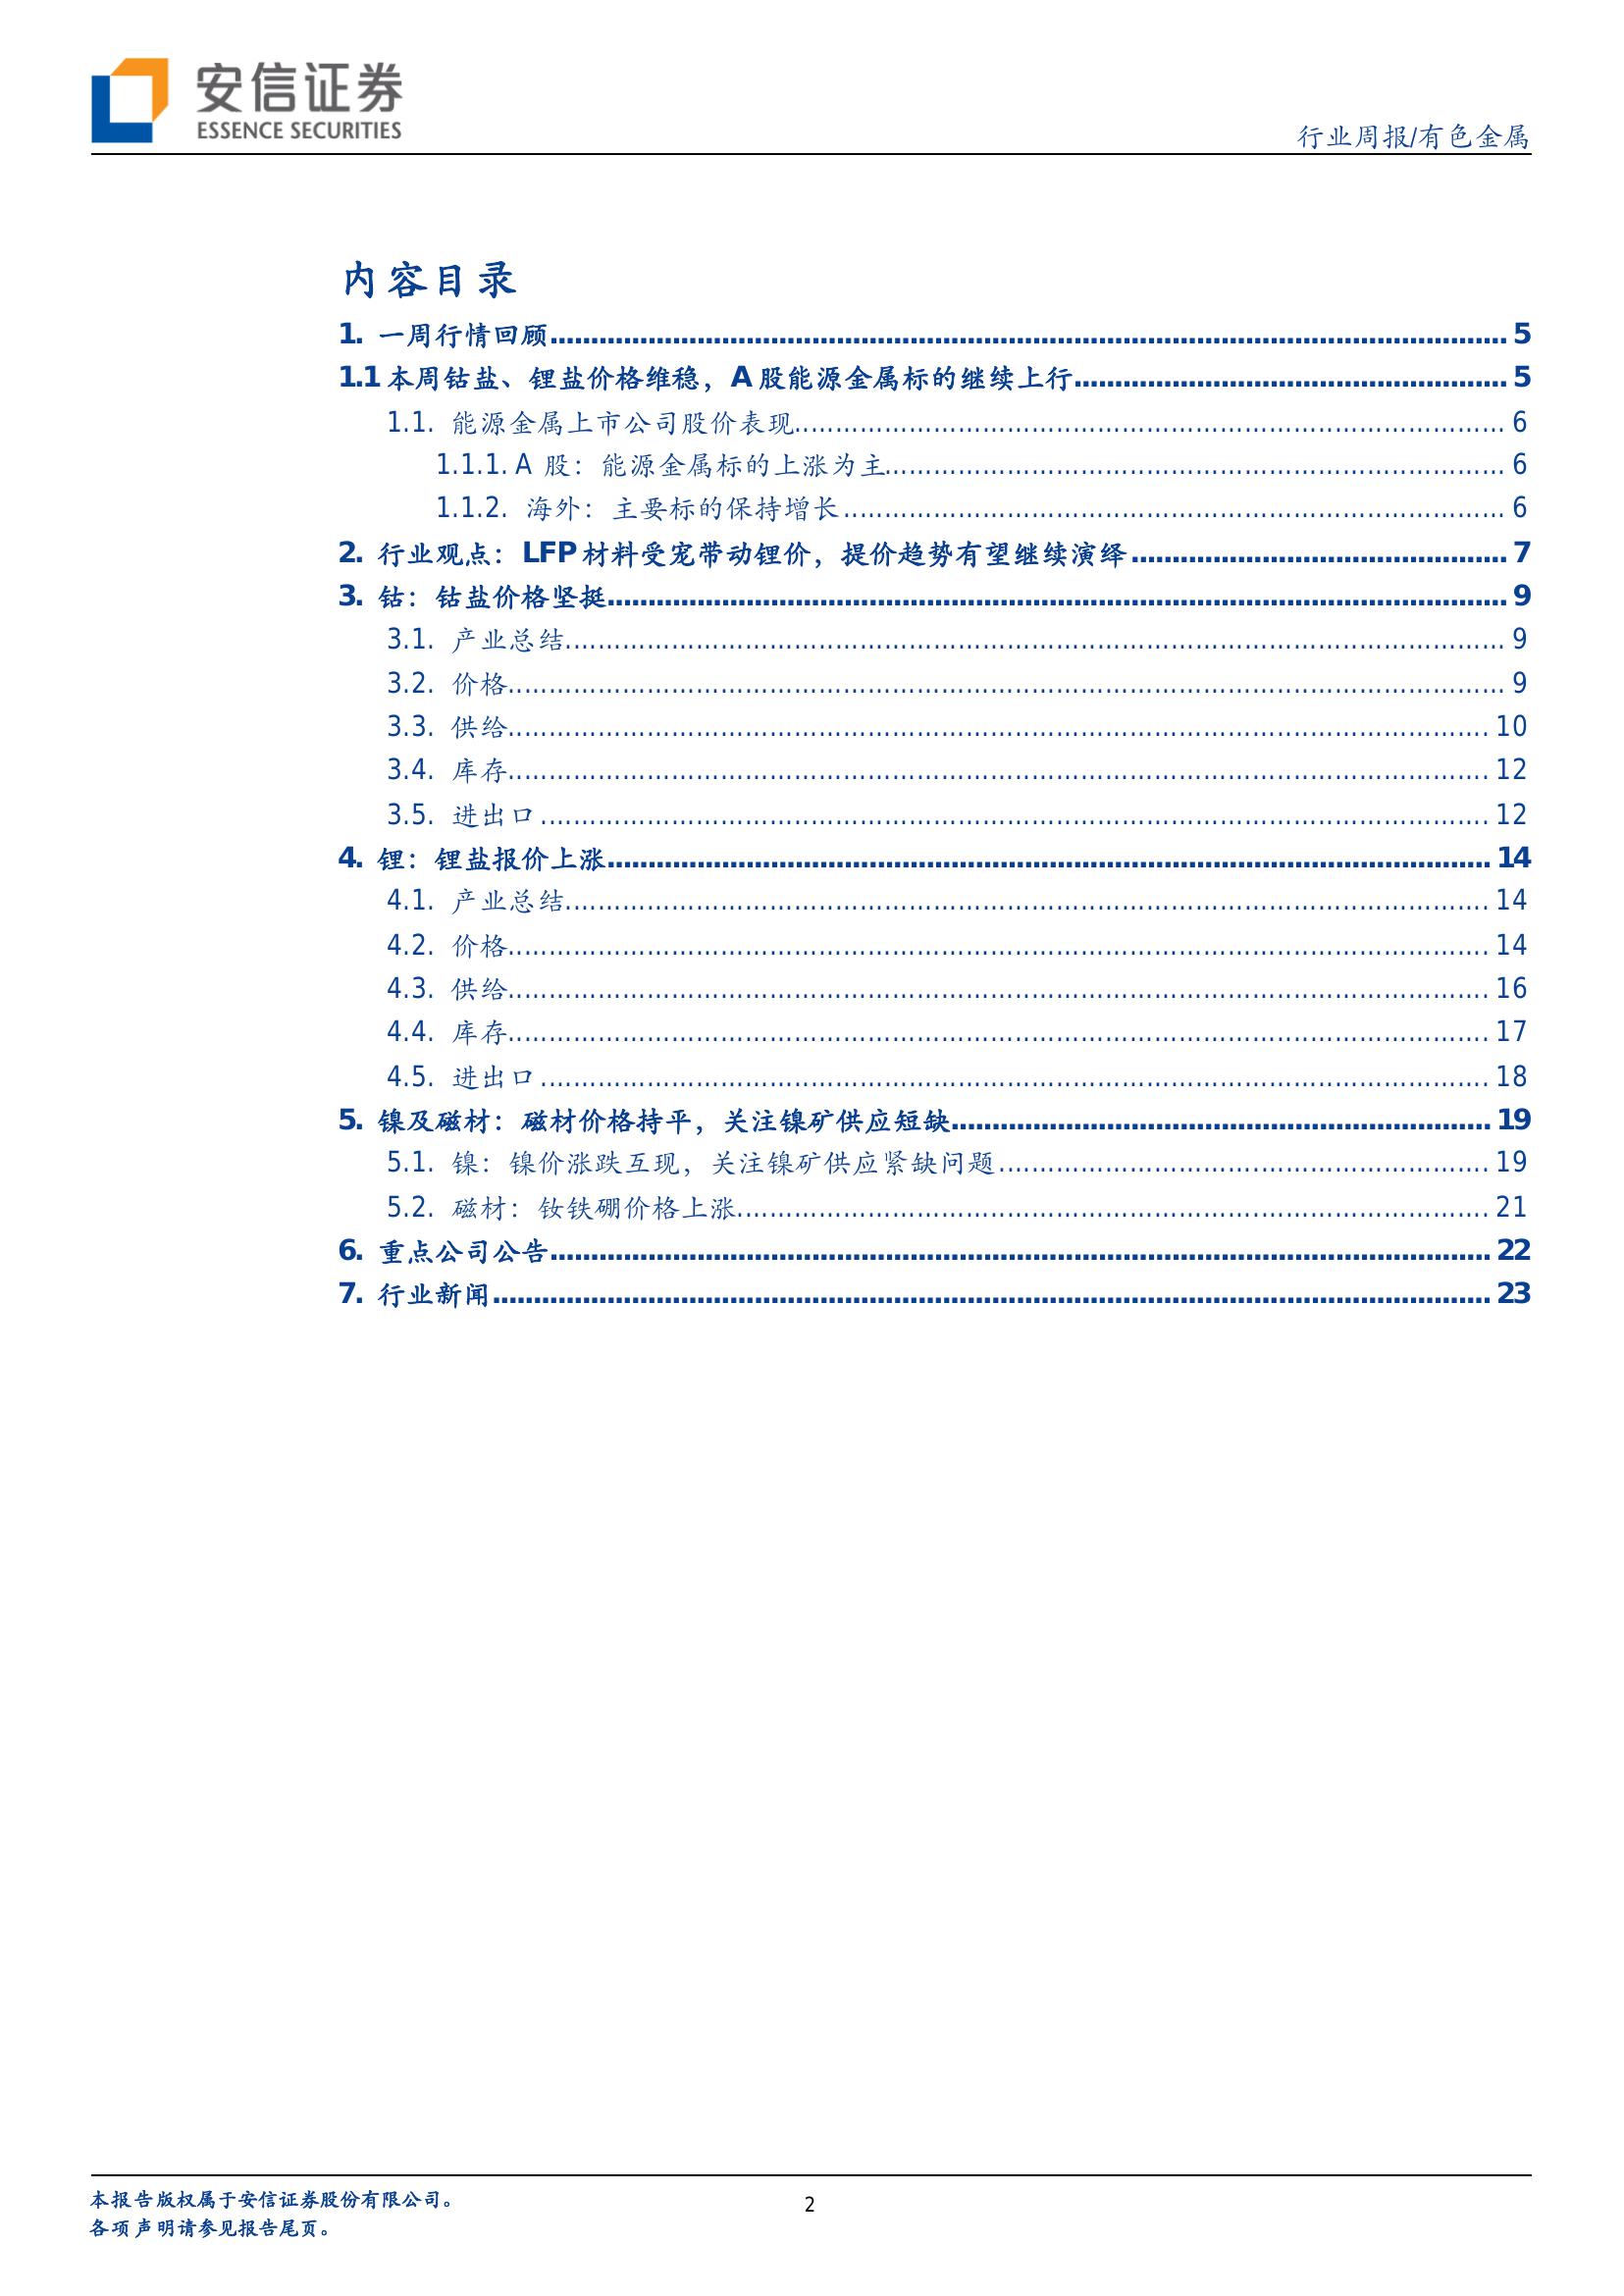 安信证券
ESSENCE SECURITIES
行业周报/有色金属
内容目录
1. 一周行情回顾 5
1.1 本周钴盐、锂盐价格维稳，A 股能源金属标的继续上行 5
1.1. 能源金属上市公司股价表现 6
1.1.1. A 股：能源金属标的上涨为主 6
1.1.2. 海外：主要标的保持增长 6
2. 行业观点：LFP 材料受宠带动锂价，提价趋势有望继续演绎 7
3. 钴：钴盐价格坚挺 9
3.1. 产业总结 9
3.2. 价格 9
3.3. 供给 10
3.4. 库存 12
3.5. 进出口 12
4. 锂：锂盐报价上涨 14
4.1. 产业总结 14
4.2. 价格 14
4.3. 供给 16
4.4. 库存 17
4.5. 进出口 18
5. 镍及磁材：磁材价格持平，关注镍矿供应短缺 19
5.1. 镍：镍价涨跌互现，关注镍矿供应紧缺问题 19
5.2. 磁材：钕铁硼价格上涨 21
6. 重点公司公告 22
7. 行业新闻 23
本报告版权属于安信证券股份有限公司。
2
各项声明请参见报告尾页。